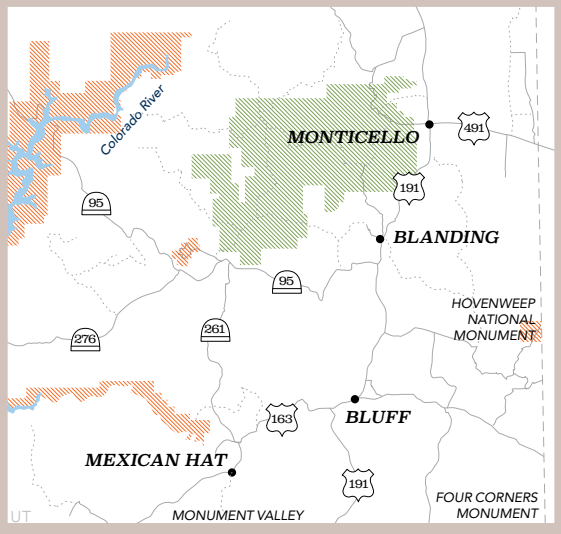 Colorado River
MONTICELLO
491
191
95
BLANDING
95
HOVENWEEP
NATIONAL
MONUMENT
276
261
163
BLUFF
MEXICAN HAT
191
FOUR CORNERS
MONUMENT
MONUMENT VALLEY
UT